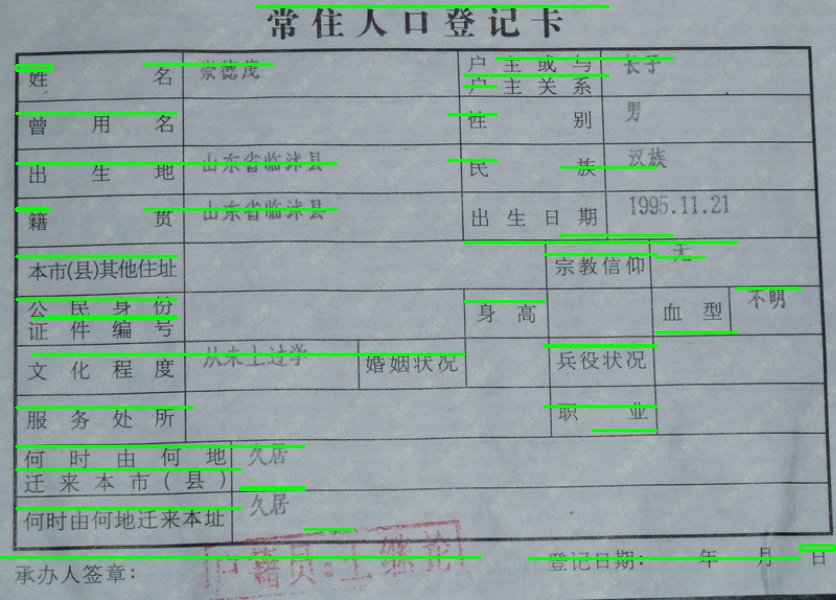 常住人口登记卡
姓名 崇德茂 户主或与户主关系 长子
曾用名 性别 男
出生地 山东省临沭县 民族 汉族
籍贯 山东省临沭县 出生日期 1995.11.21
本市(县)其他住址 宗教信仰 无
公民身份证件编号 身高 血型 不明
文化程度 从未上过学 婚姻状况 兵役状况
服务处所 职业
何时由何地迁来本市(县) 久居
何时由何地迁来本址 久居
承办人签章: 户籍员:王继伦 登记日期: 年 月 日